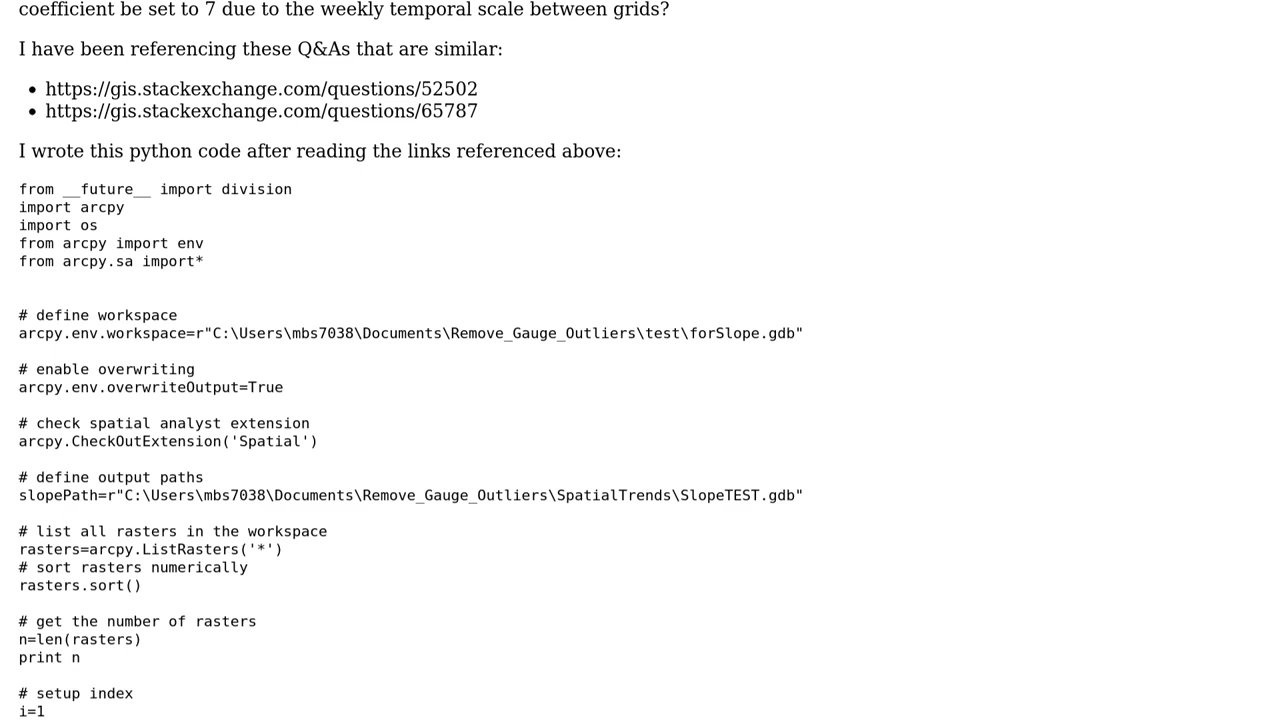 coefficient be set to 7 due to the weekly temporal scale between grids?
I have been referencing these Q&As that are similar:
• https://gis.stackexchange.com/questions/52502
• https://gis.stackexchange.com/questions/65787
I wrote this python code after reading the links referenced above:
from __future__ import division
import arcpy
import os
from arcpy import env
from arcpy.sa import*
# define workspace
arcpy.env.workspace=r"C:\Users\mbs7038\Documents\Remove_Gauge_Outliers\test\forSlope.gdb"
# enable overwriting
arcpy.env.overwriteOutput=True
# check spatial analyst extension
arcpy.CheckOutExtension('Spatial')
# define output paths
slopePath=r"C:\Users\mbs7038\Documents\Remove_Gauge_Outliers\SpatialTrends\SlopeTEST.gdb"
# list all rasters in the workspace
rasters=arcpy.ListRasters('*')
# sort rasters numerically
rasters.sort()
# get the number of rasters
n=len(rasters)
print n
# setup index
i=1